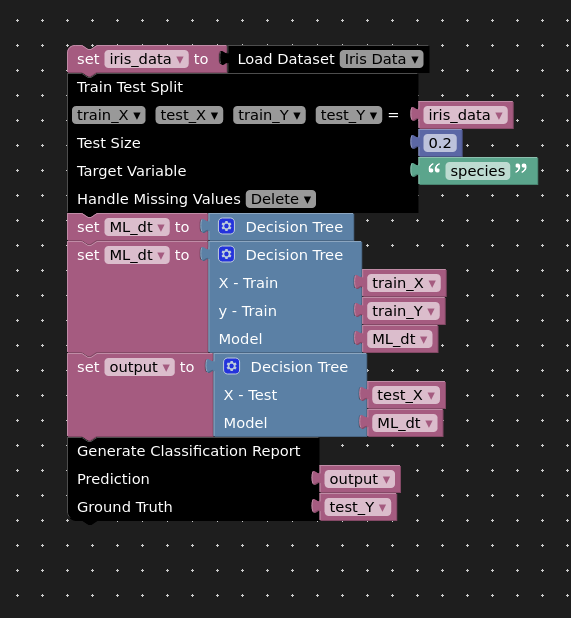 set iris_data ▾ to Load Dataset Iris Data ▾
Train Test Split
train_X ▾ test_X ▾ train_Y ▾ test_Y ▾ = iris_data ▾
Test Size 0.2
Target Variable “ species ”
Handle Missing Values Delete ▾
set ML_dt ▾ to Decision Tree
set ML_dt ▾ to Decision Tree
X - Train train_X ▾
y - Train train_Y ▾
Model ML_dt ▾
set output ▾ to Decision Tree
X - Test test_X ▾
Model ML_dt ▾
Generate Classification Report
Prediction output ▾
Ground Truth test_Y ▾